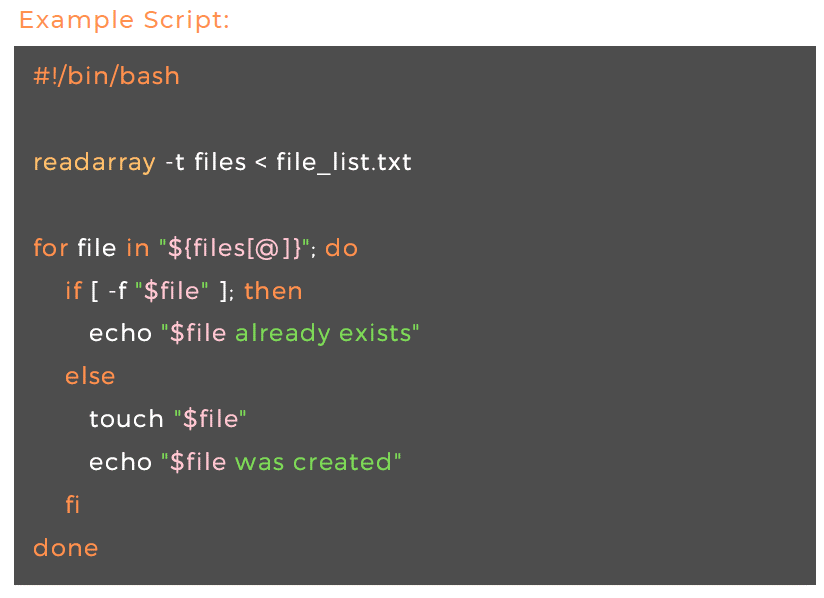 Example Script:
#!/bin/bash
readarray -t files < file_list.txt
for file in "${files[@]}"; do
if [ -f "$file" ]; then
echo "$file already exists"
else
touch "$file"
echo "$file was created"
fi
done